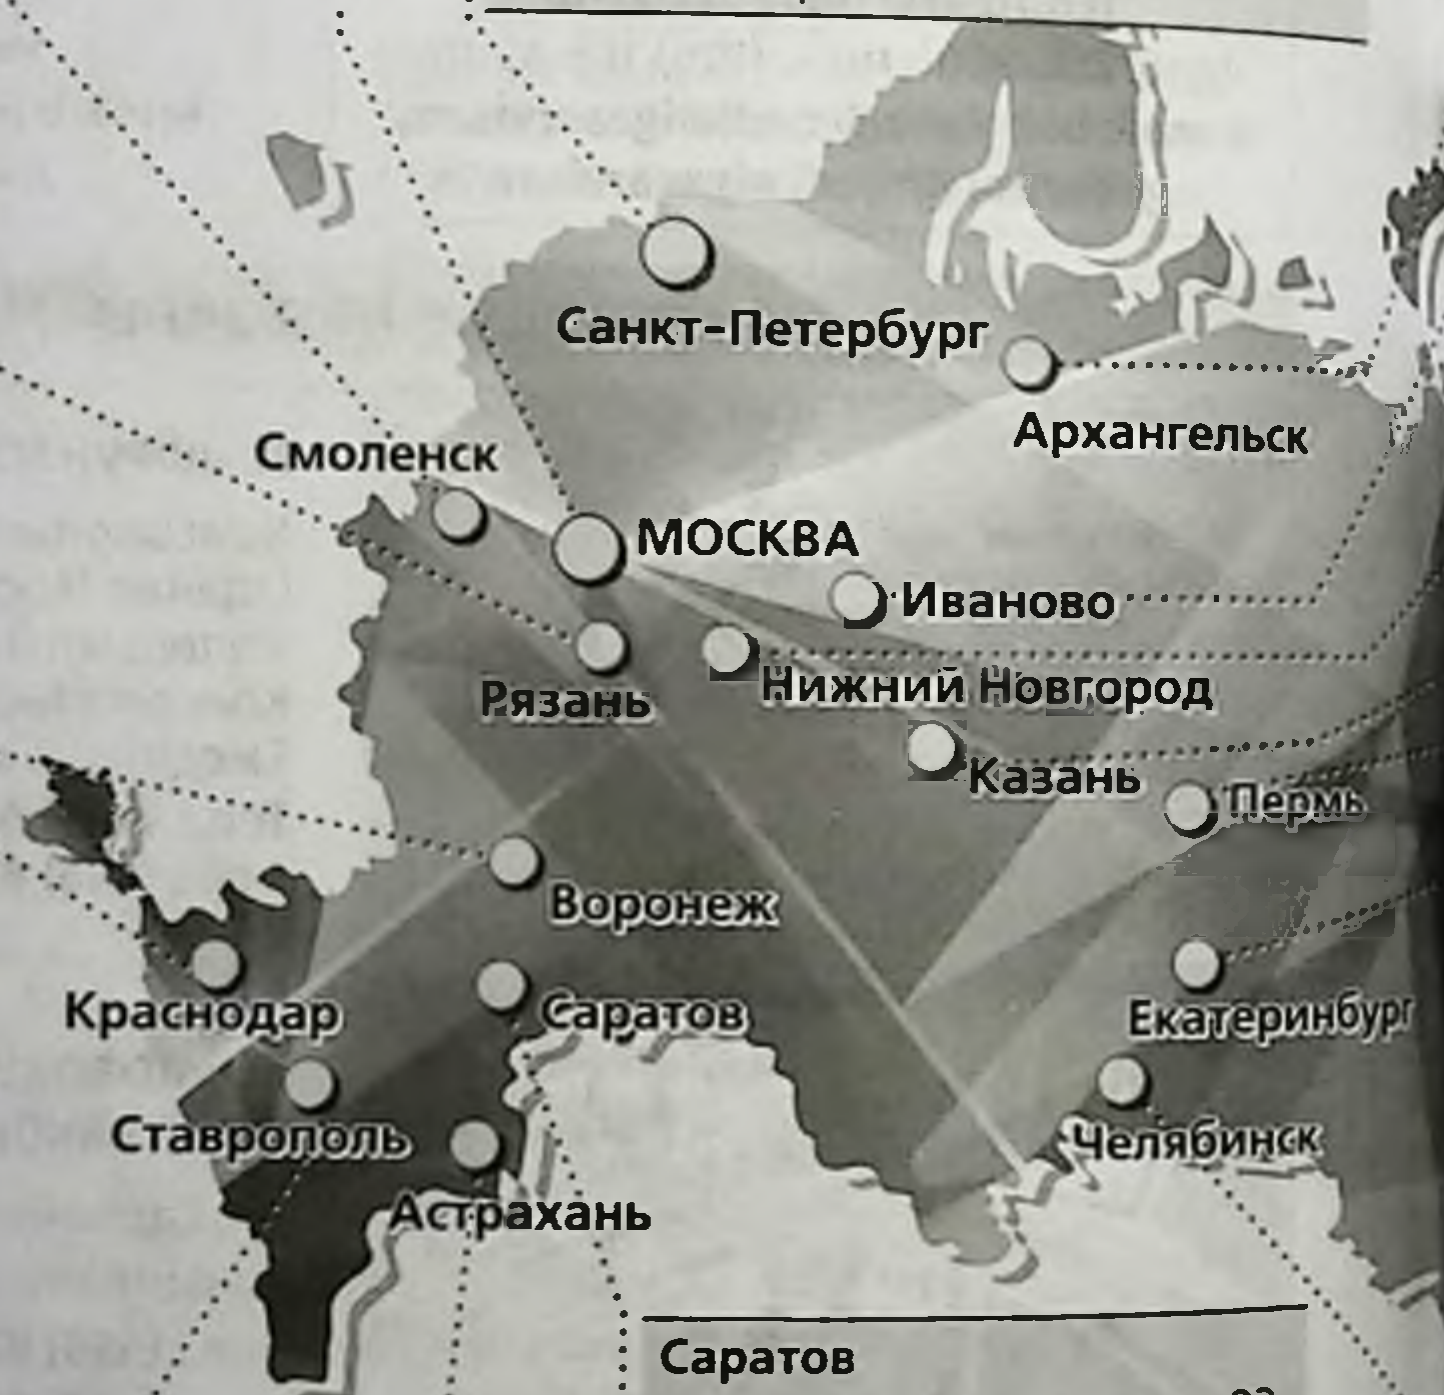 Санкт-Петербург
Архангельск
Смоленск
МОСКВА
Иваново
Нижний Новгород
Рязань
Казань
Пермь
Воронеж
Екатеринбург
Краснодар
Саратов
Ставрополь
Челябинск
Астрахань
Саратов